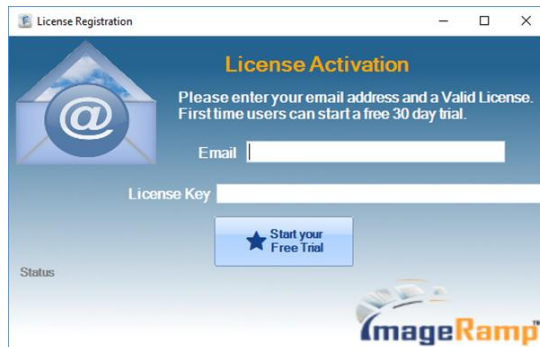 License Registration
License Activation
Please enter your email address and a Valid License.
First time users can start a free 30 day trial.
Email
License Key
Start your
Free Trial
Status
ImageRamp™